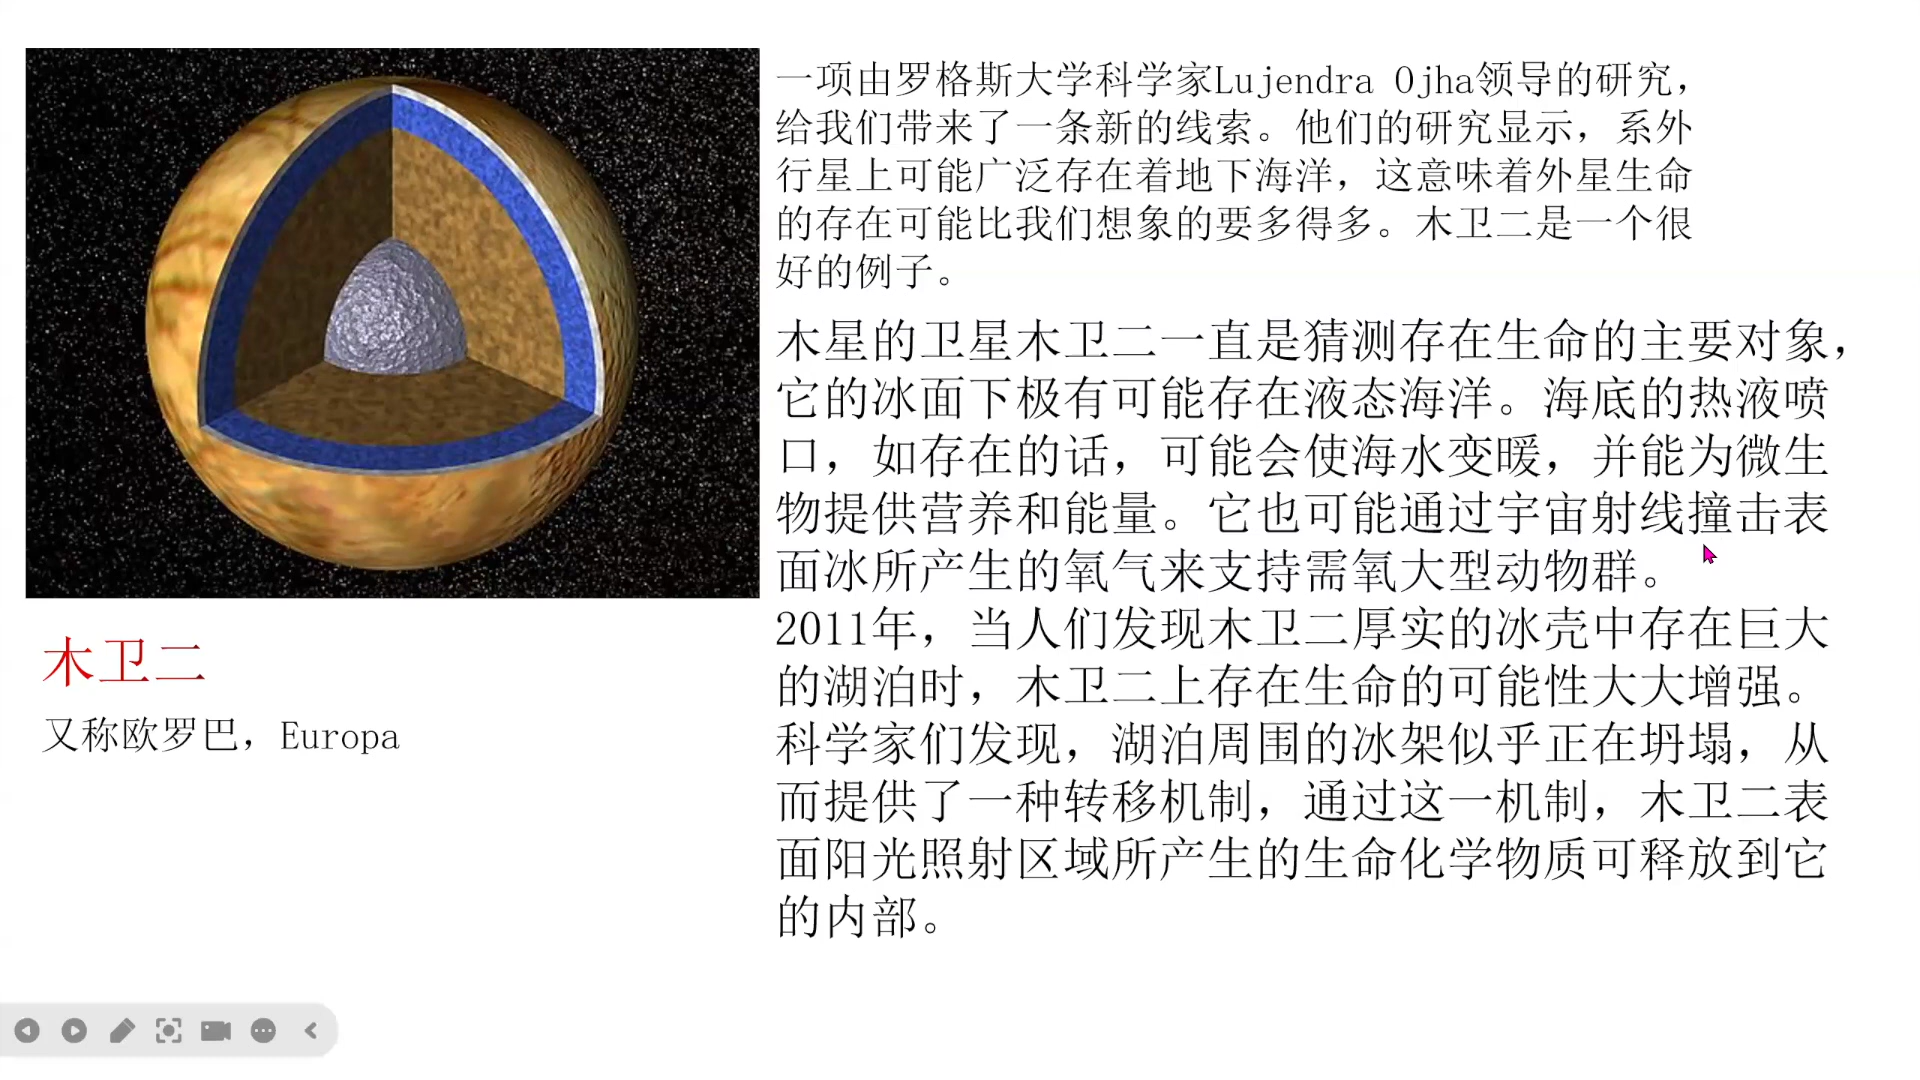 一项由罗格斯大学科学家Lujendra Ojha领导的研究，
给我们带来了一条新的线索。他们的研究显示，系外
行星上可能广泛存在着地下海洋，这意味着外星生命
的存在可能比我们想象的要多得多。木卫二是一个很
好的例子。
木星的卫星木卫二一直是猜测存在生命的主要对象，
它的冰面下极有可能存在液态海洋。海底的热液喷
口，如存在的话，可能会使海水变暖，并能为微生
物提供营养和能量。它也可能通过宇宙射线撞击表
面冰所产生的氧气来支持需氧大型动物群。
2011年，当人们发现木卫二厚实的冰壳中存在巨大
的湖泊时，木卫二上存在生命的可能性大大增强。
科学家们发现，湖泊周围的冰架似乎正在坍塌，从
而提供了一种转移机制，通过这一机制，木卫二表
面阳光照射区域所产生的生命化学物质可释放到它
的内部。
木卫二
又称欧罗巴，Europa